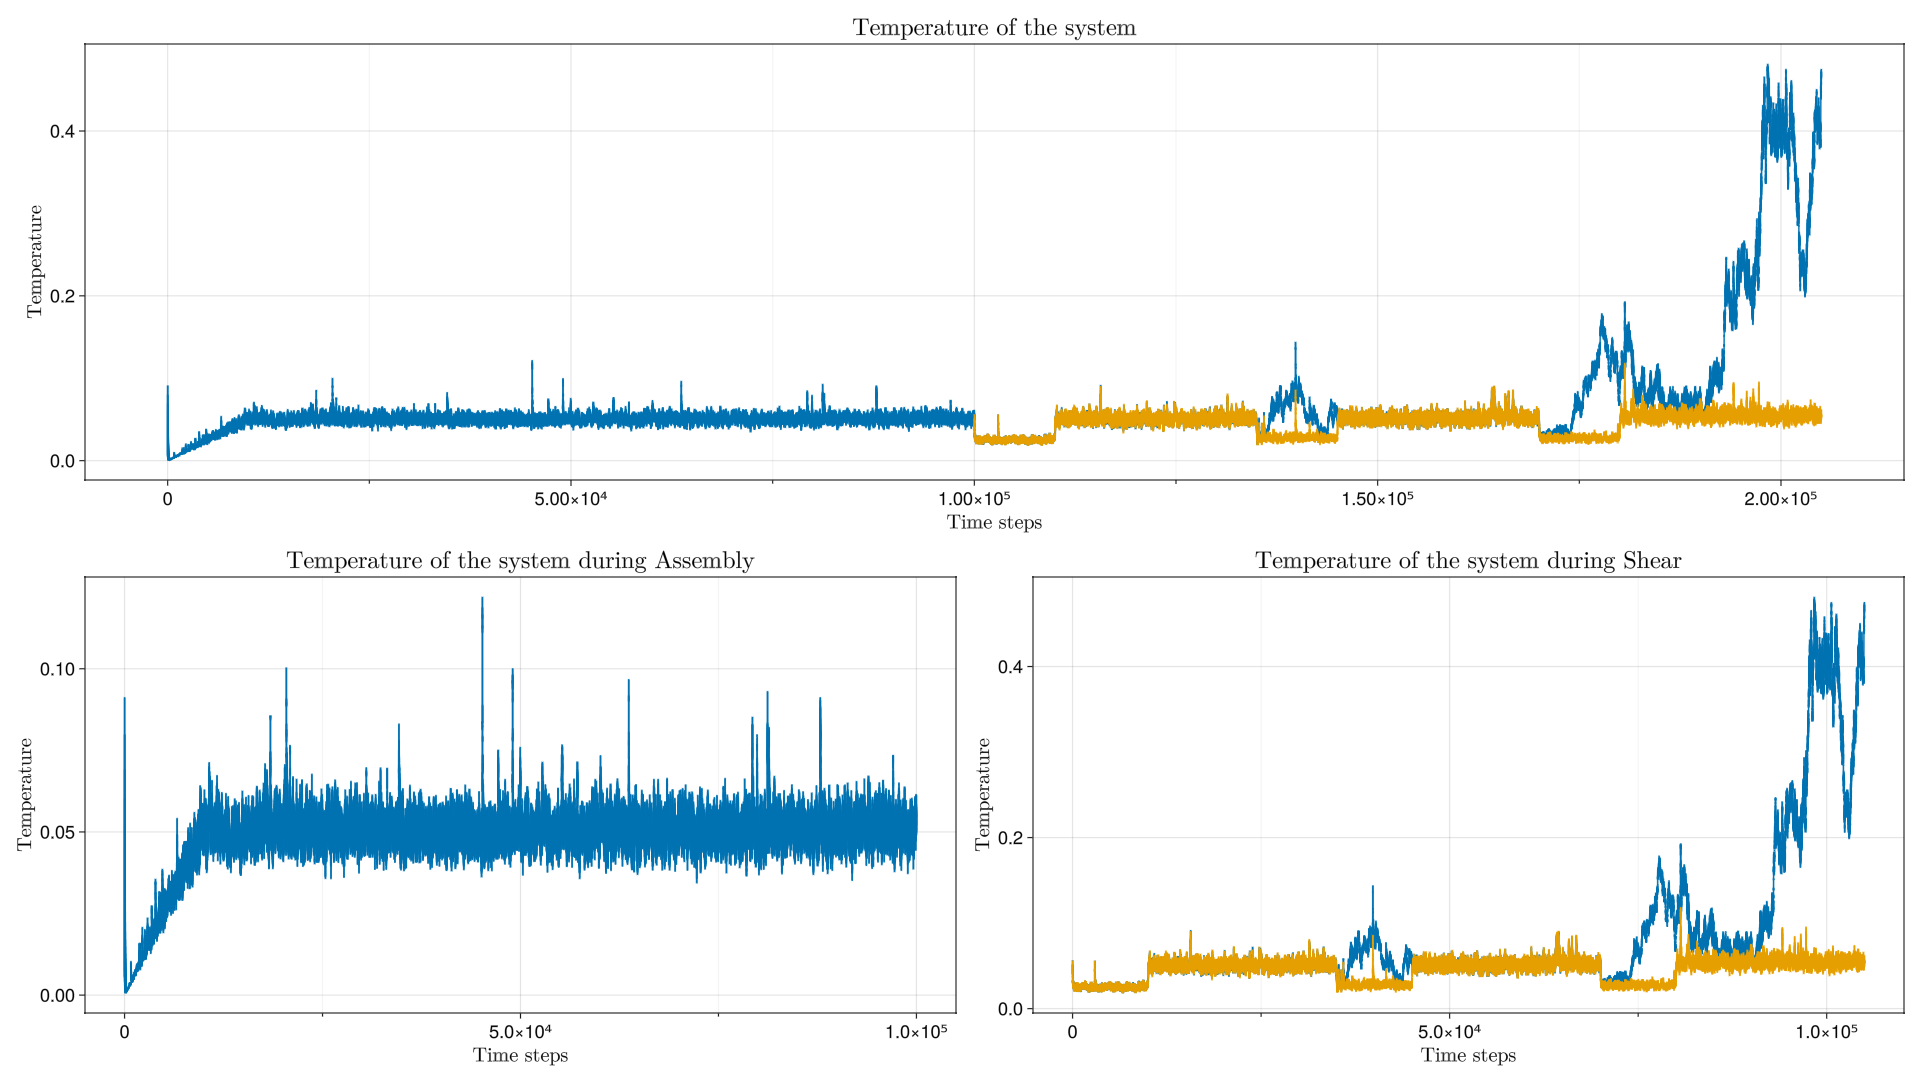 Temperature of the system
Temperature
0.4
0.2
0.0
0 5.00×10⁴ 1.00×10⁵ 1.50×10⁵ 2.00×10⁵
Time steps
Temperature of the system during Assembly
Temperature
0.10
0.05
0.00
0 5.0×10⁴ 1.0×10⁵
Time steps
Temperature of the system during Shear
Temperature
0.4
0.2
0.0
0 5.0×10⁴ 1.0×10⁵
Time steps